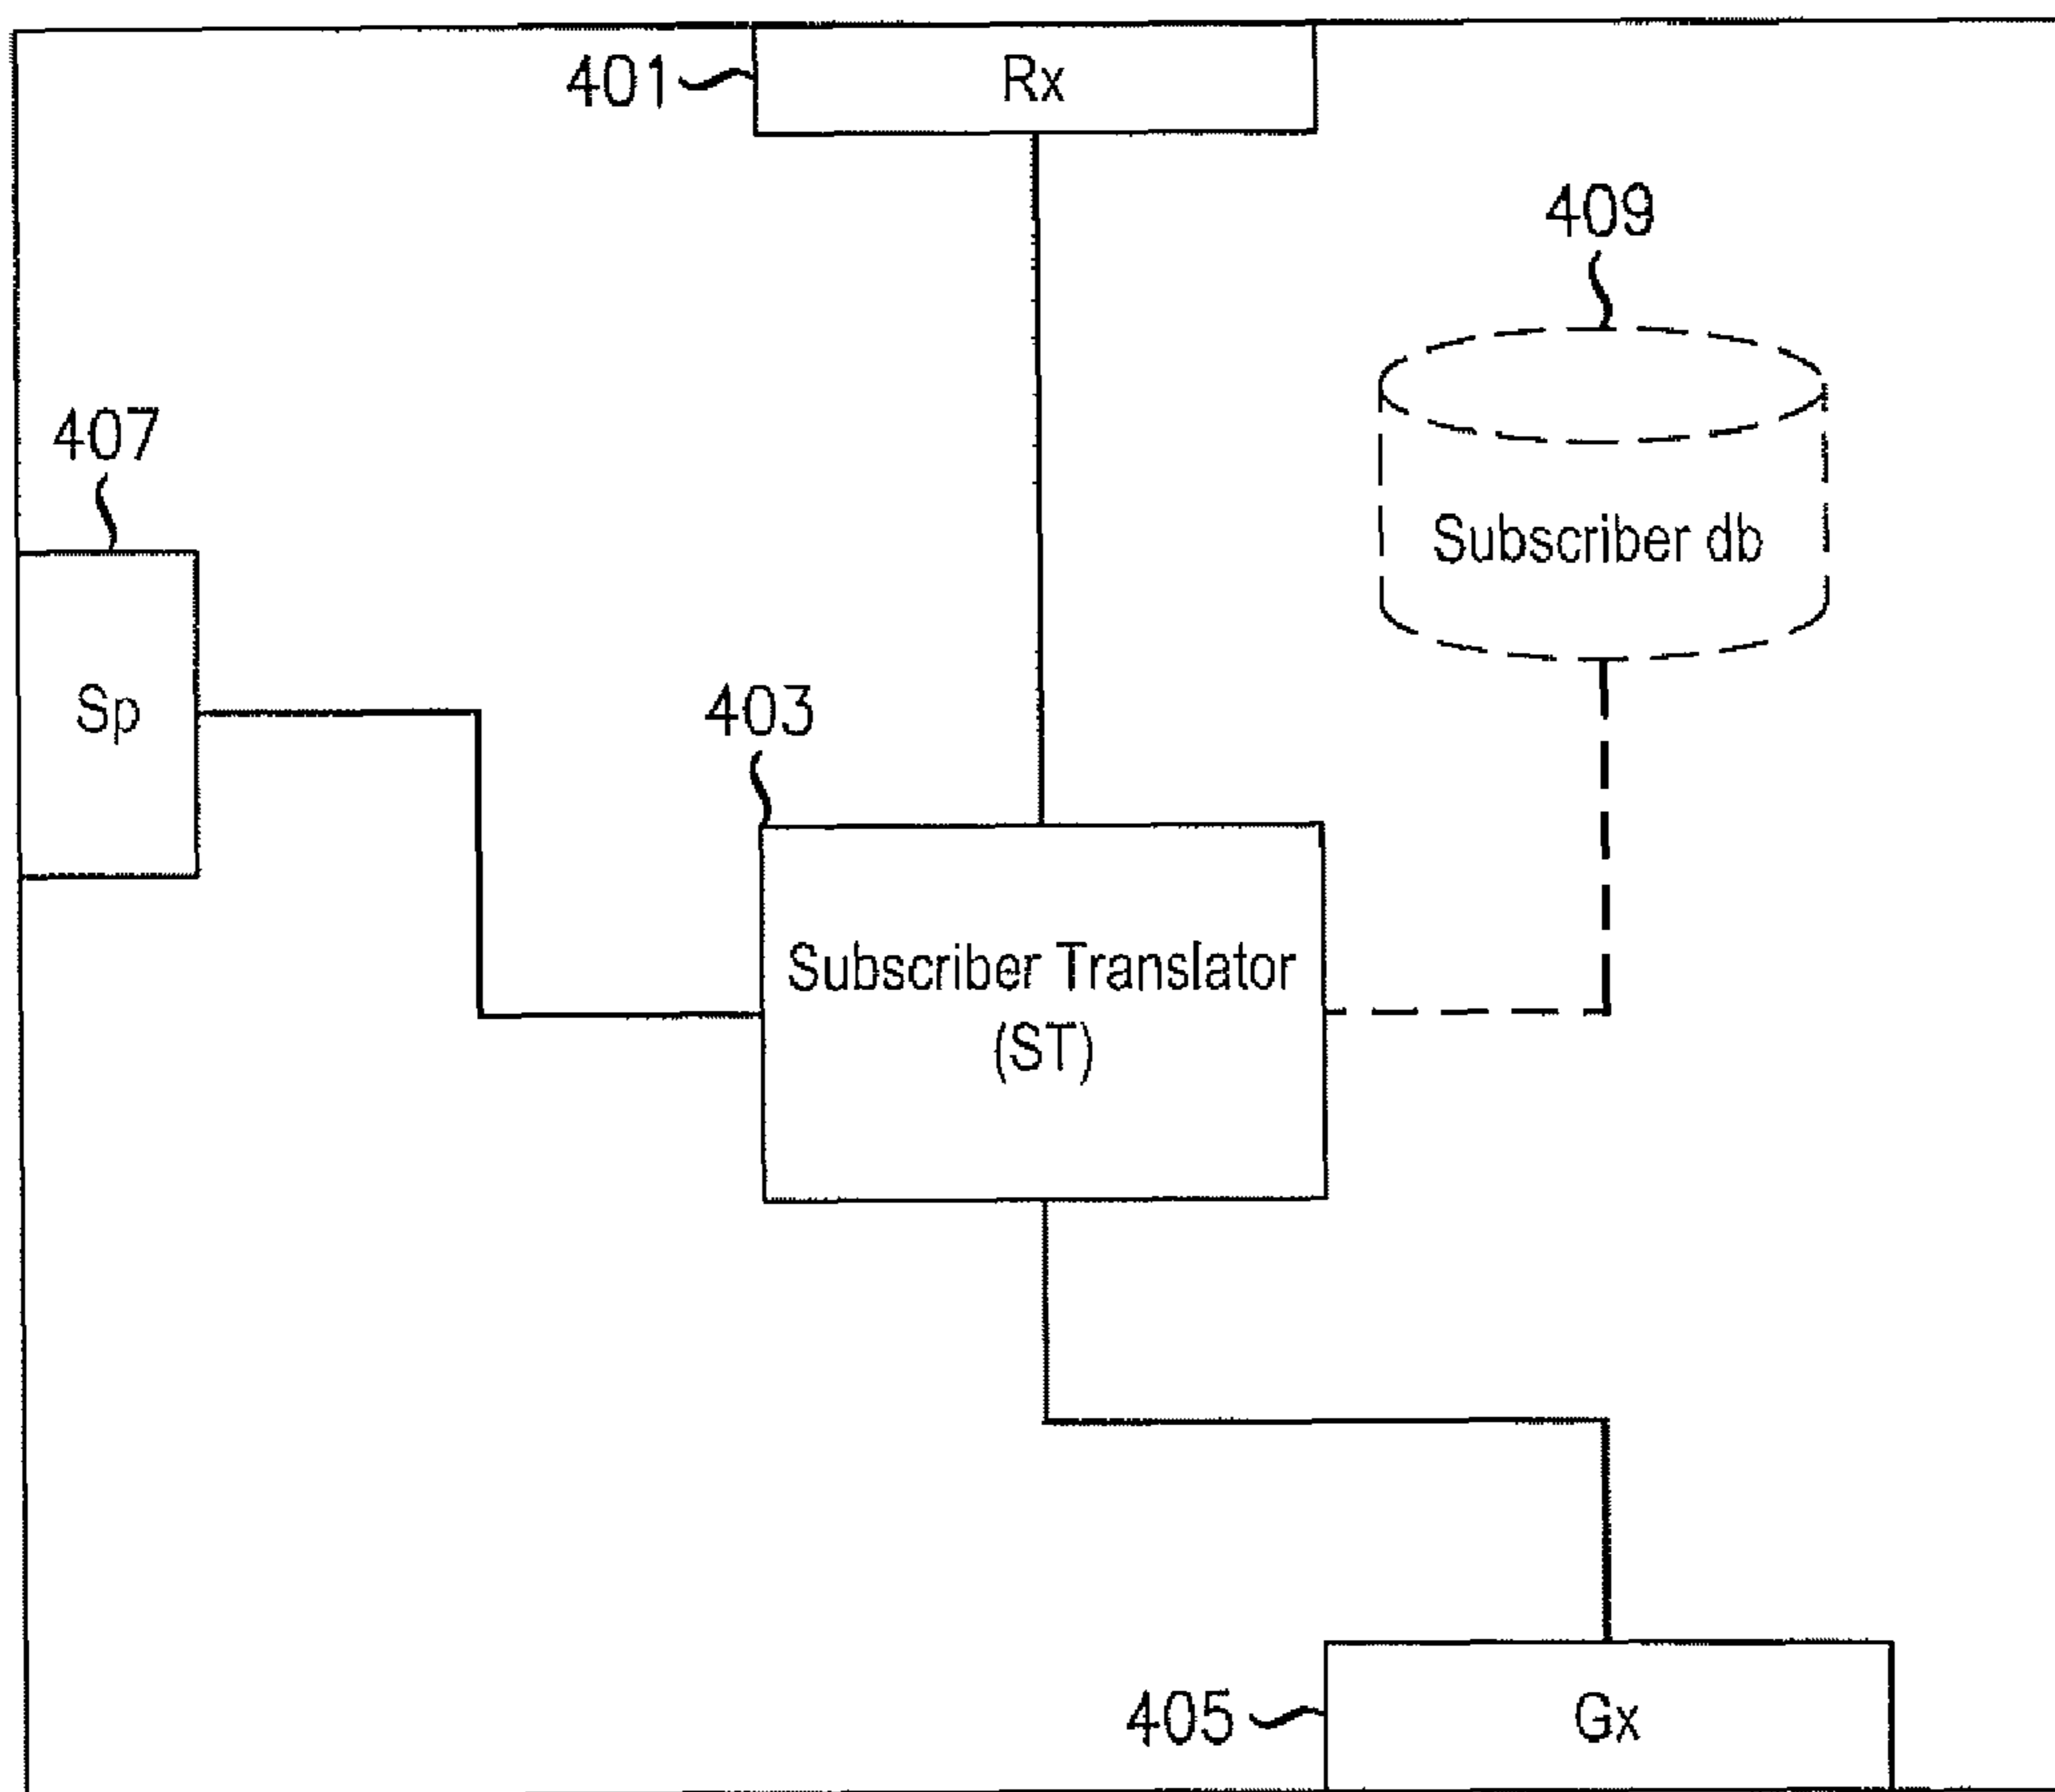 401
Rx
409
Subscriber db
407
Sp
403
Subscriber Translator
(ST)
405
Gx